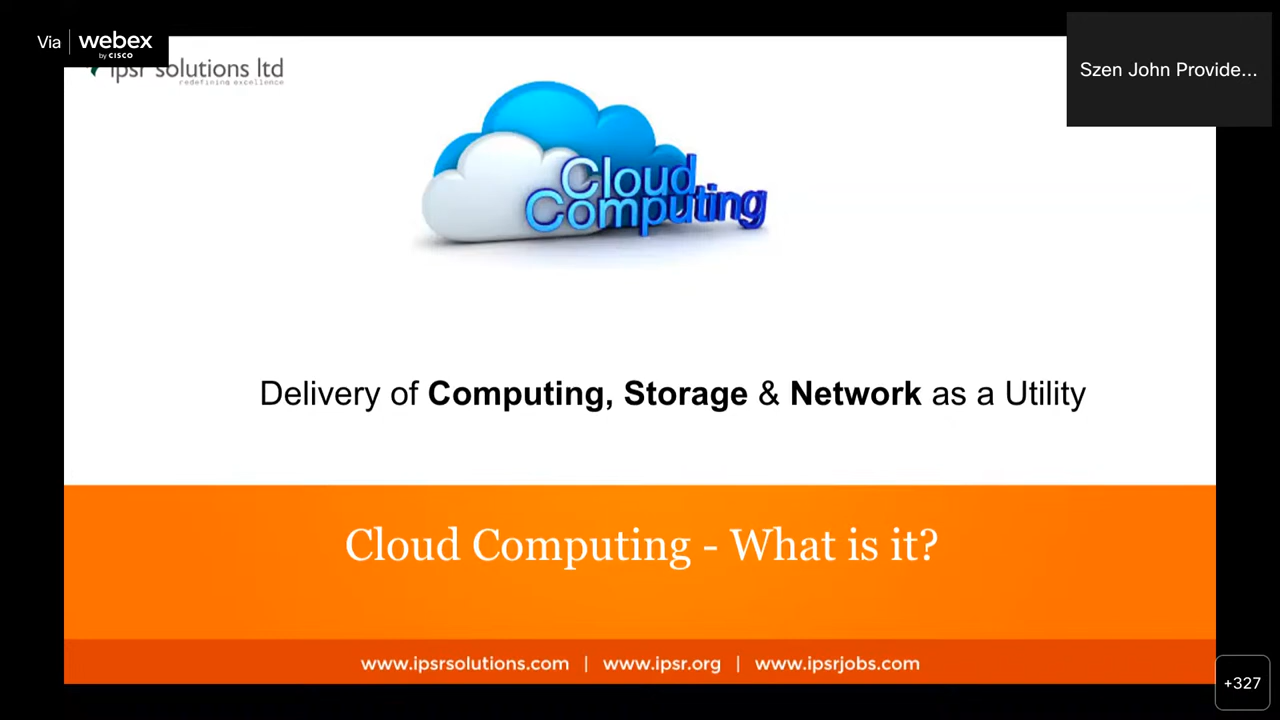 Via webex
by CISCO
Szen John Provide...
ipsr solutions ltd
redefining excellence
Cloud
Computing
Delivery of Computing, Storage & Network as a Utility
Cloud Computing - What is it?
www.ipsrsolutions.com | www.ipsr.org | www.ipsrjobs.com
+327